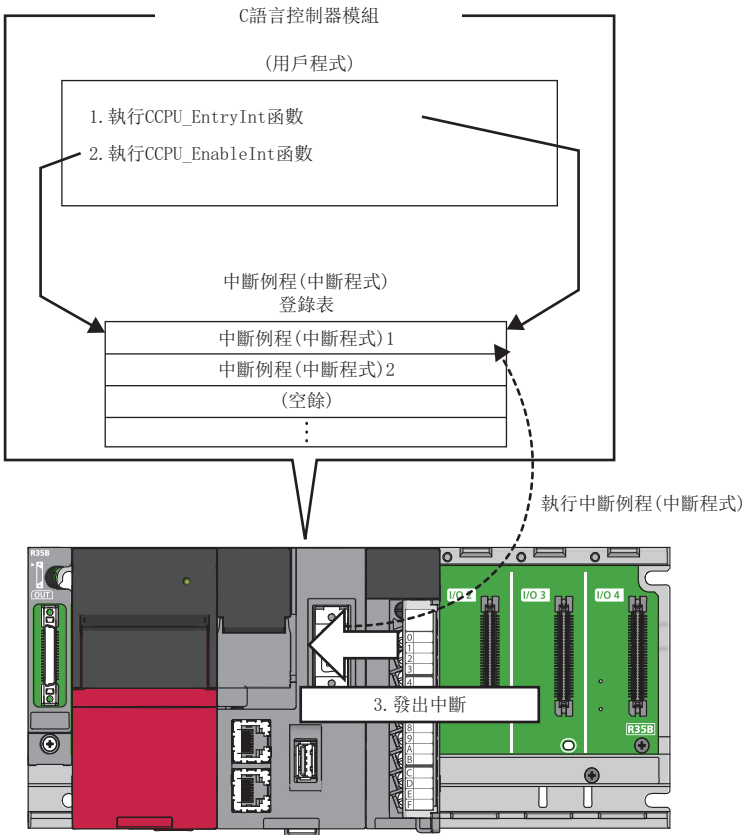 C語言控制器模組
(用戶程式)
1.執行CCPU_EntryInt函數
2.執行CCPU_EnableInt函數
中斷例程(中斷程式)
登錄表
中斷例程(中斷程式)1
中斷例程(中斷程式)2
(空餘)
⋮
執行中斷例程(中斷程式)
R35B
OUT
I/O 2
I/O 3
I/O 4
0
1
2
3
4
3.發出中斷
8
9
A
B
C
D
E
F
R35B